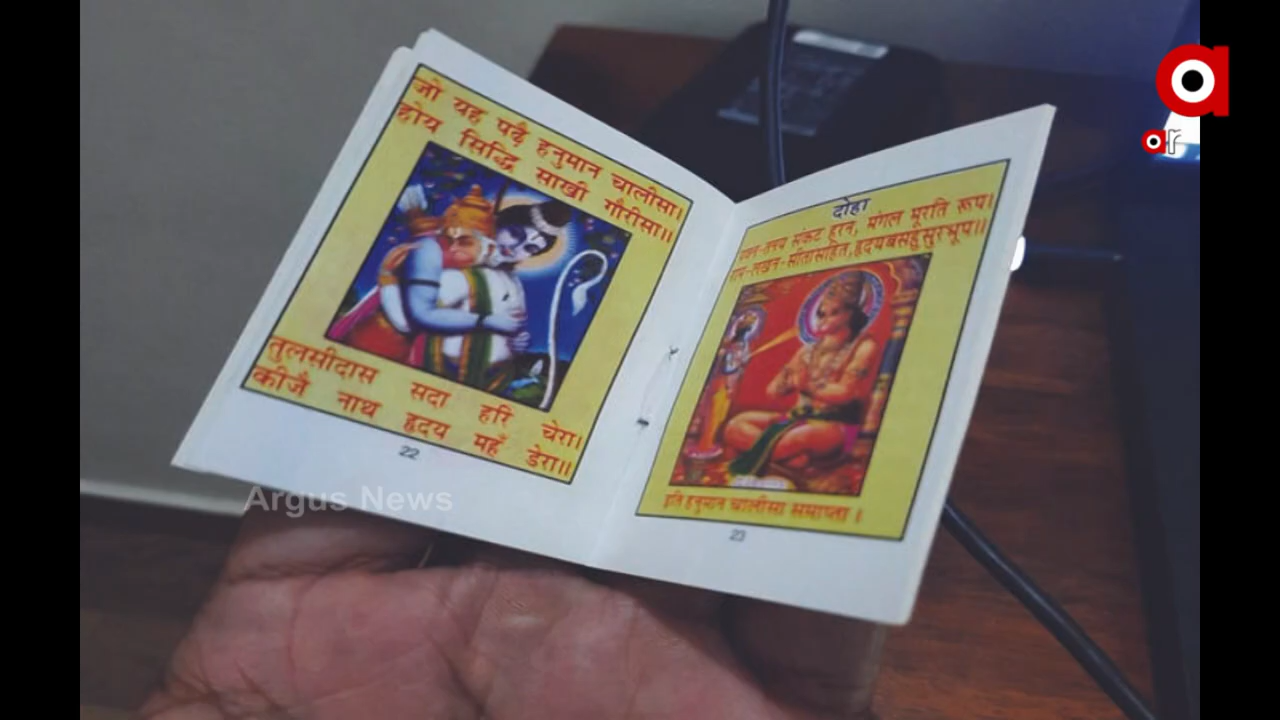 जो यह पढ़ै हनुमान चालीसा।
होय सिद्धि साखी गौरीसा॥
तुलसीदास सदा हरि चेरा।
कीजै नाथ हृदय महँ डेरा॥
22
दोहा
पवन-तनय संकट हरन, मंगल मूरति रूप।
राम-लखन-सीतासहित, हृदयबसहुसुरभूप॥
इति हनुमान चालीसा समाप्ता।
23
Argus News
a
ar